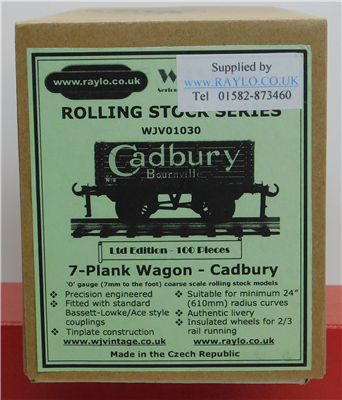 www.raylo.co.uk
W
Supplied by
www.RAYLO.CO.UK
Tel 01582-873460
ROLLING STOCK SERIES
WJV01030
Cadbury
Bournville
Ltd Edition - 100 Pieces
7-Plank Wagon - Cadbury
'O' gauge (7mm to the foot) coarse scale rolling stock models
❖ Precision engineered
❖ Fitted with standard
Bassett-Lowke/Ace style
couplings
❖ Tinplate construction
www.wjvintage.co.uk
❖ Suitable for minimum 24"
(610mm) radius curves
❖ Authentic livery
❖ Insulated wheels for 2/3
rail running
www.raylo.co.uk
Made in the Czech Republic